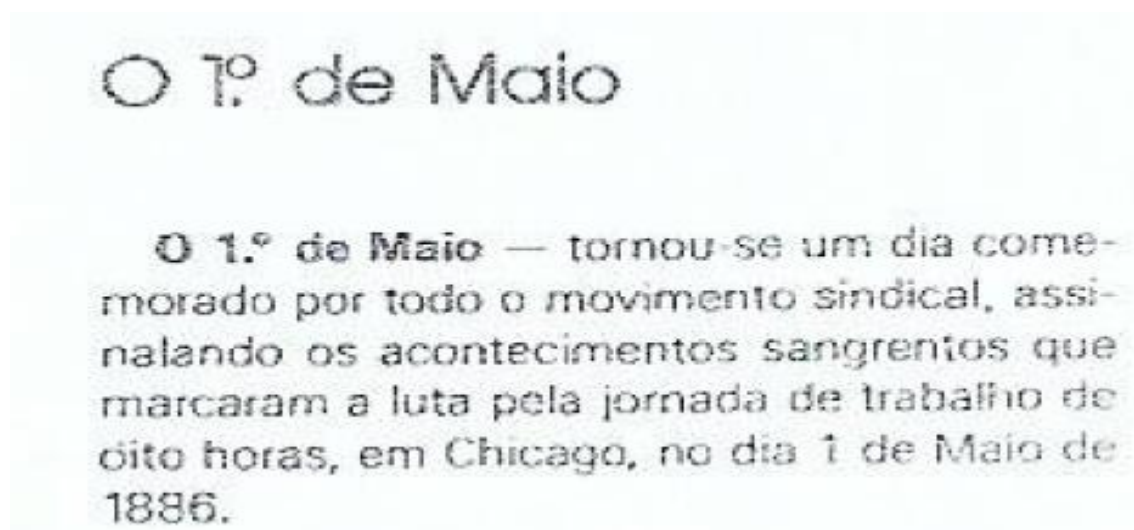 O 1.º de Maio
O 1.º de Maio — tornou-se um dia come-
morado por todo o movimento sindical, assi-
nalando os acontecimentos sangrentos que
marcaram a luta pela jornada de trabalho de
oito horas, em Chicago, no dia 1 de Maio de
1886.